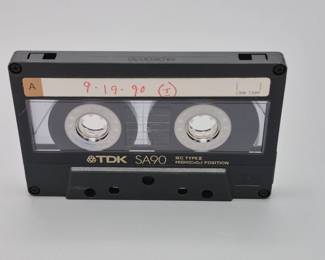 A 9·19·90 (I)
TDK SA90 IEC TYPE II
HIGH(CrO₂) POSITION